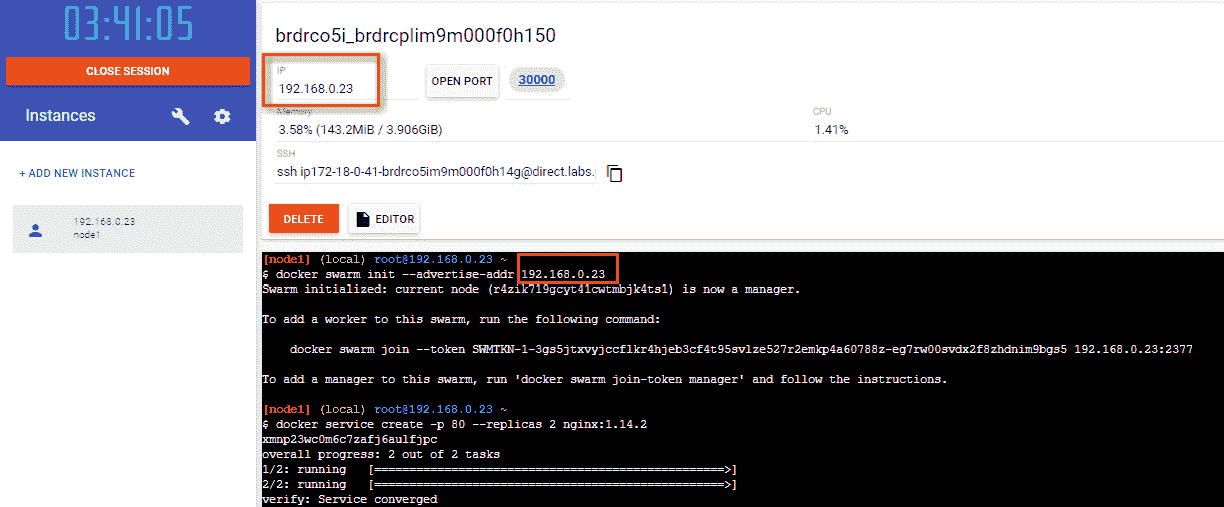 03:41:05
CLOSE SESSION
Instances
+ ADD NEW INSTANCE
192.168.0.23
node1
brdrco5i_brdrcplim9m000f0h150
IP
192.168.0.23
OPEN PORT
30000
Memory
3.58% (143.2MiB / 3.906GiB)
CPU
1.41%
SSH
ssh ip172-18-0-41-brdrco5im9m000f0h14g@direct.labs.
DELETE
EDITOR
[node1] (local) root@192.168.0.23 ~
$ docker swarm init --advertise-addr 192.168.0.23
Swarm initialized: current node (r4zik719gcyt41cwtmbjk4ts1) is now a manager.
To add a worker to this swarm, run the following command:
docker swarm join --token SWMTKN-1-3gs5jtxvyjccflkr4hjeb3cf4t95svlze527r2emkp4a60788z-eg7rw00svdx2f8zhdnim9bgs5 192.168.0.23:2377
To add a manager to this swarm, run 'docker swarm join-token manager' and follow the instructions.
[node1] (local) root@192.168.0.23 ~
$ docker service create -p 80 --replicas 2 nginx:1.14.2
xmnp23wc0m6c7zafj6aulfjpc
overall progress: 2 out of 2 tasks
1/2: running [==================================================>]
2/2: running [==================================================>]
verify: Service converged